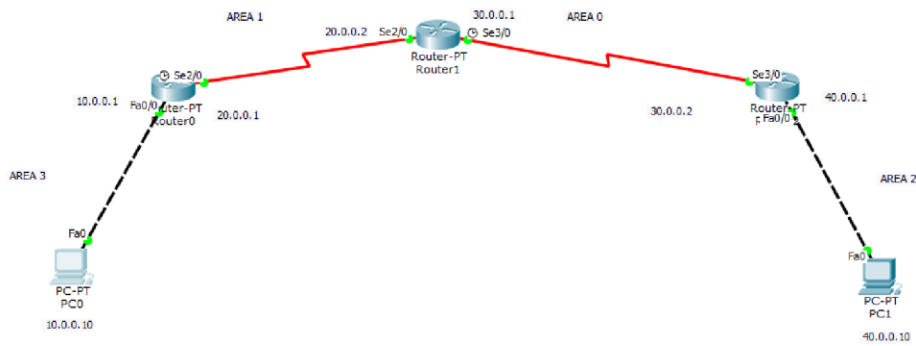 AREA 1
30.0.0.1
AREA 0
20.0.0.2
Se2/0
Se3/0
Router-PT
Router1
Se2/0
10.0.0.1
Fa0/0
Router0
20.0.0.1
Se3/0
40.0.0.1
30.0.0.2
Fa0/0
AREA 3
AREA 2
Fa0
PC-PT
PC0
10.0.0.10
Fa0
PC-PT
PC1
40.0.0.10